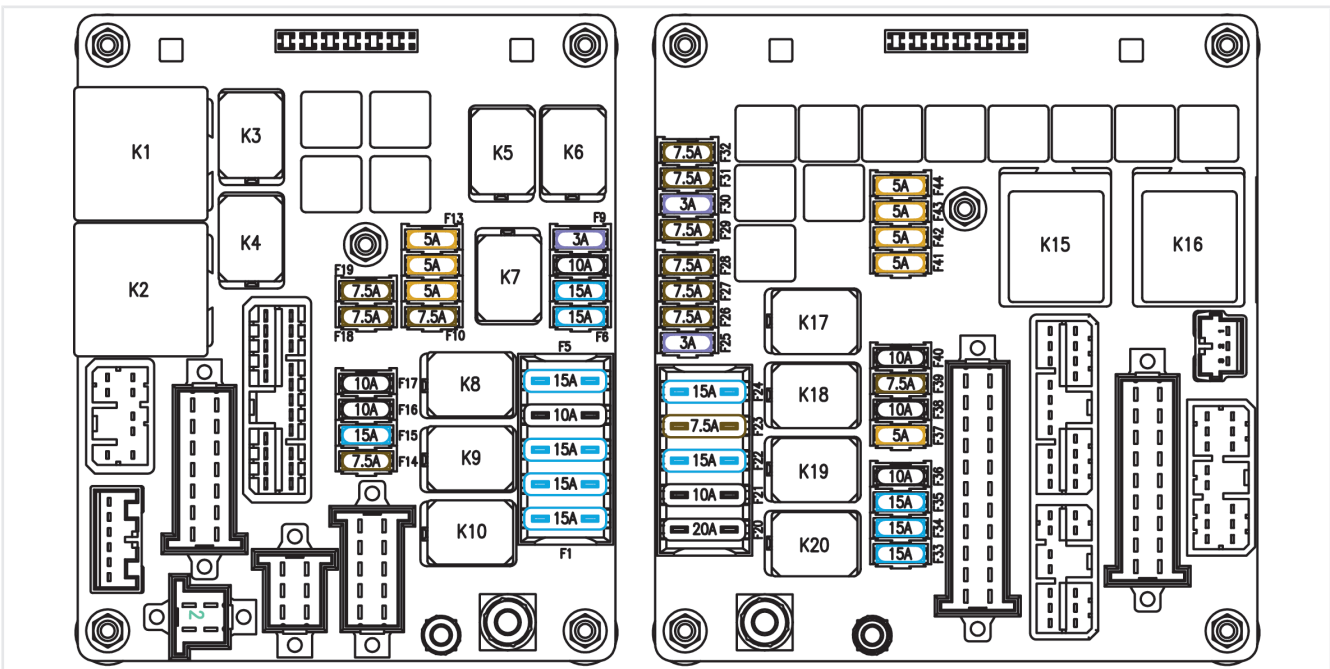 K1
K2
K3
K4
K5
K6
K7
F13
5A
5A
5A
7.5A
F10
F9
3A
10A
15A
15A
F6
F19
7.5A
7.5A
F18
10A F17
10A F16
15A F15
7.5A F14
K8
K9
K10
F5
15A
10A
15A
15A
15A
F1
2
7.5A F32
7.5A F31
3A F30
7.5A F29
7.5A F28
7.5A F27
7.5A F26
3A F25
15A F24
7.5A F23
15A F22
10A F21
20A F20
5A F44
5A F43
5A F42
5A F41
K15
K16
K17
K18
K19
K20
10A F40
7.5A F39
10A F38
5A F37
10A F36
15A F35
15A F34
15A F33